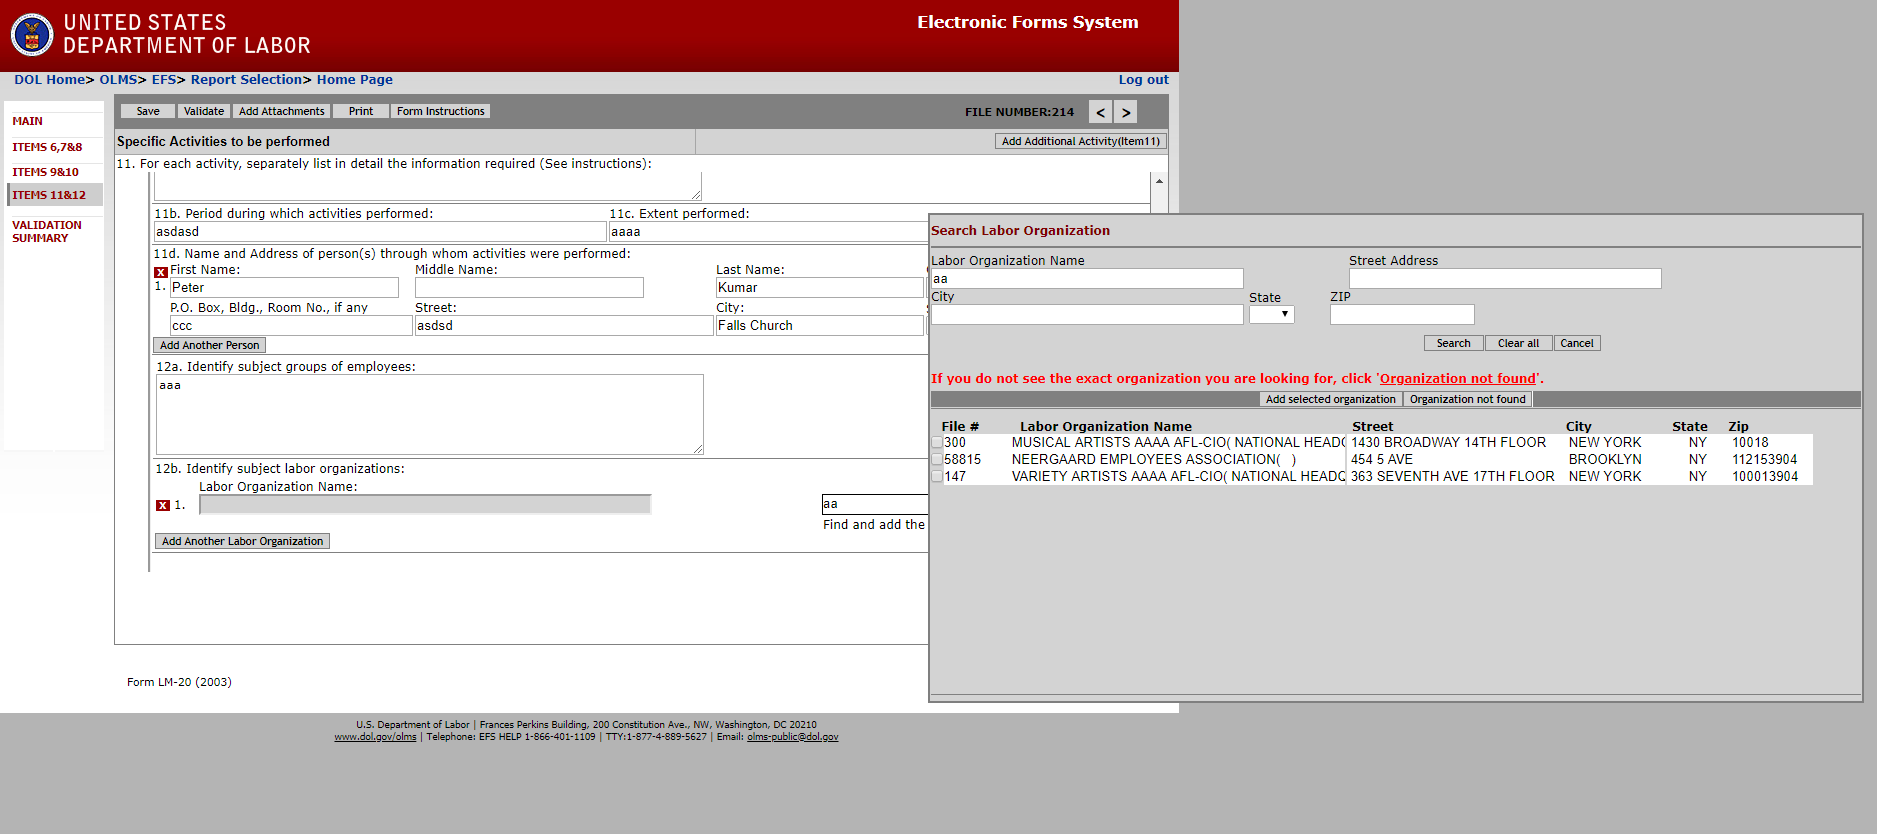 UNITED STATES
DEPARTMENT OF LABOR
Electronic Forms System
DOL Home> OLMS> EFS> Report Selection> Home Page
Log out
MAIN
ITEMS 6,7&8
ITEMS 9&10
ITEMS 11&12
VALIDATION
SUMMARY
Save Validate Add Attachments Print Form Instructions
FILE NUMBER:214 < >
Specific Activities to be performed
Add Additional Activity(Item11)
11. For each activity, separately list in detail the information required (See instructions):
11b. Period during which activities performed: 11c. Extent performed:
asdasd aaaa
11d. Name and Address of person(s) through whom activities were performed:
x First Name: Middle Name: Last Name:
1. Peter Kumar
P.O. Box, Bldg., Room No., if any Street: City:
ccc asdsd Falls Church
Add Another Person
12a. Identify subject groups of employees:
aaa
12b. Identify subject labor organizations:
Labor Organization Name:
x 1. aa
Find and add the
Add Another Labor Organization
Form LM-20 (2003)
Search Labor Organization
Labor Organization Name Street Address
aa
City State ZIP
Search Clear all Cancel
If you do not see the exact organization you are looking for, click 'Organization not found'.
Add selected organization Organization not found
File # Labor Organization Name Street City State Zip
300 MUSICAL ARTISTS AAAA AFL-CIO( NATIONAL HEADQ 1430 BROADWAY 14TH FLOOR NEW YORK NY 10018
58815 NEERGAARD EMPLOYEES ASSOCIATION( ) 454 5 AVE BROOKLYN NY 112153904
147 VARIETY ARTISTS AAAA AFL-CIO( NATIONAL HEADQ 363 SEVENTH AVE 17TH FLOOR NEW YORK NY 100013904
U.S. Department of Labor | Frances Perkins Building, 200 Constitution Ave., NW, Washington, DC 20210
www.dol.gov/olms | Telephone: EFS HELP 1-866-401-1109 | TTY:1-877-4-889-5627 | Email: olms-public@dol.gov